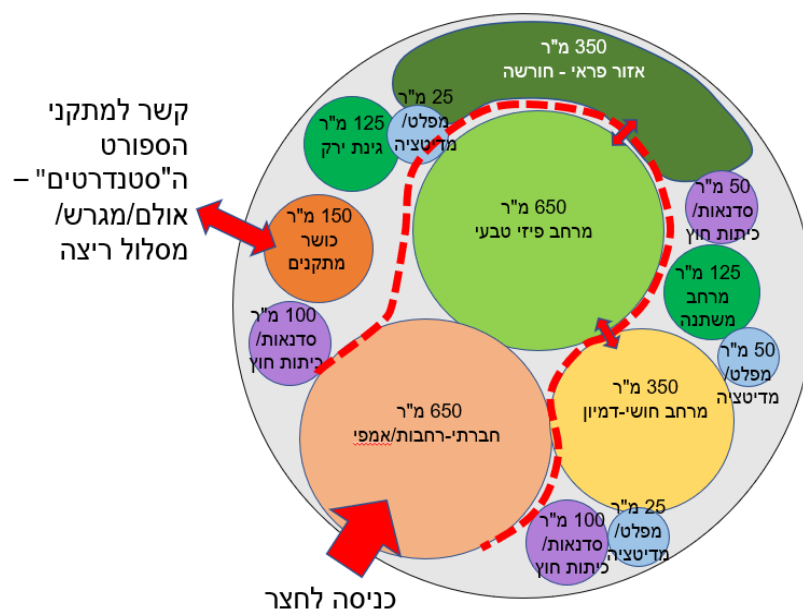 350 מ"ר
אזור פראי - חורשה
25 מ"ר
מפלט/
מדיטציה
125 מ"ר
גינת ירק
קשר למתקני
הספורט
ה"סטנדרטים" –
אולם/מגרש/
מסלול ריצה
150 מ"ר
כושר
מתקנים
100 מ"ר
סדנאות/
כיתות חוץ
650 מ"ר
מרחב פיזי טבעי
50 מ"ר
סדנאות/
כיתות חוץ
125 מ"ר
מרחב
משתנה
50 מ"ר
מפלט/
מדיטציה
350 מ"ר
מרחב חושי-דמיון
650 מ"ר
חברתי-רחבות/אמפי
25 מ"ר
מפלט/
מדיטציה
100 מ"ר
סדנאות/
כיתות חוץ
כניסה לחצר